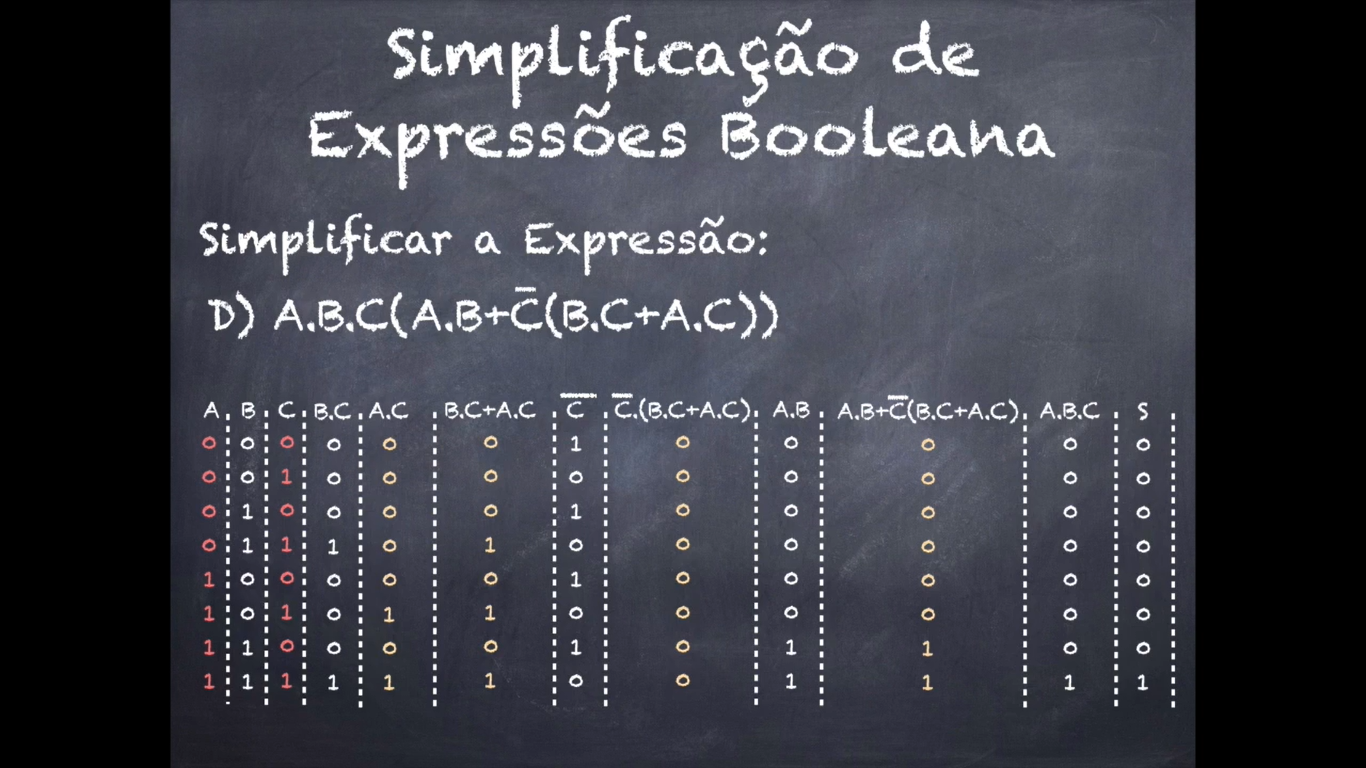 Simplificação de
Expressões Booleana
Simplificar a Expressão:
D) A.B.C(A.B+C̅(B.C+A.C))
A B C B.C A.C B.C+A.C C̅ C̅.(B.C+A.C) A.B A.B+C̅(B.C+A.C) A.B.C S
0 0 0 0 0 0 1 0 0 0 0 0
0 0 1 0 0 0 0 0 0 0 0 0
0 1 0 0 0 0 1 0 0 0 0 0
0 1 1 1 0 1 0 0 0 0 0 0
1 0 0 0 0 0 1 0 0 0 0 0
1 0 1 0 1 1 0 0 0 0 0 0
1 1 0 0 0 0 1 0 1 1 0 0
1 1 1 1 1 1 0 0 1 1 1 1